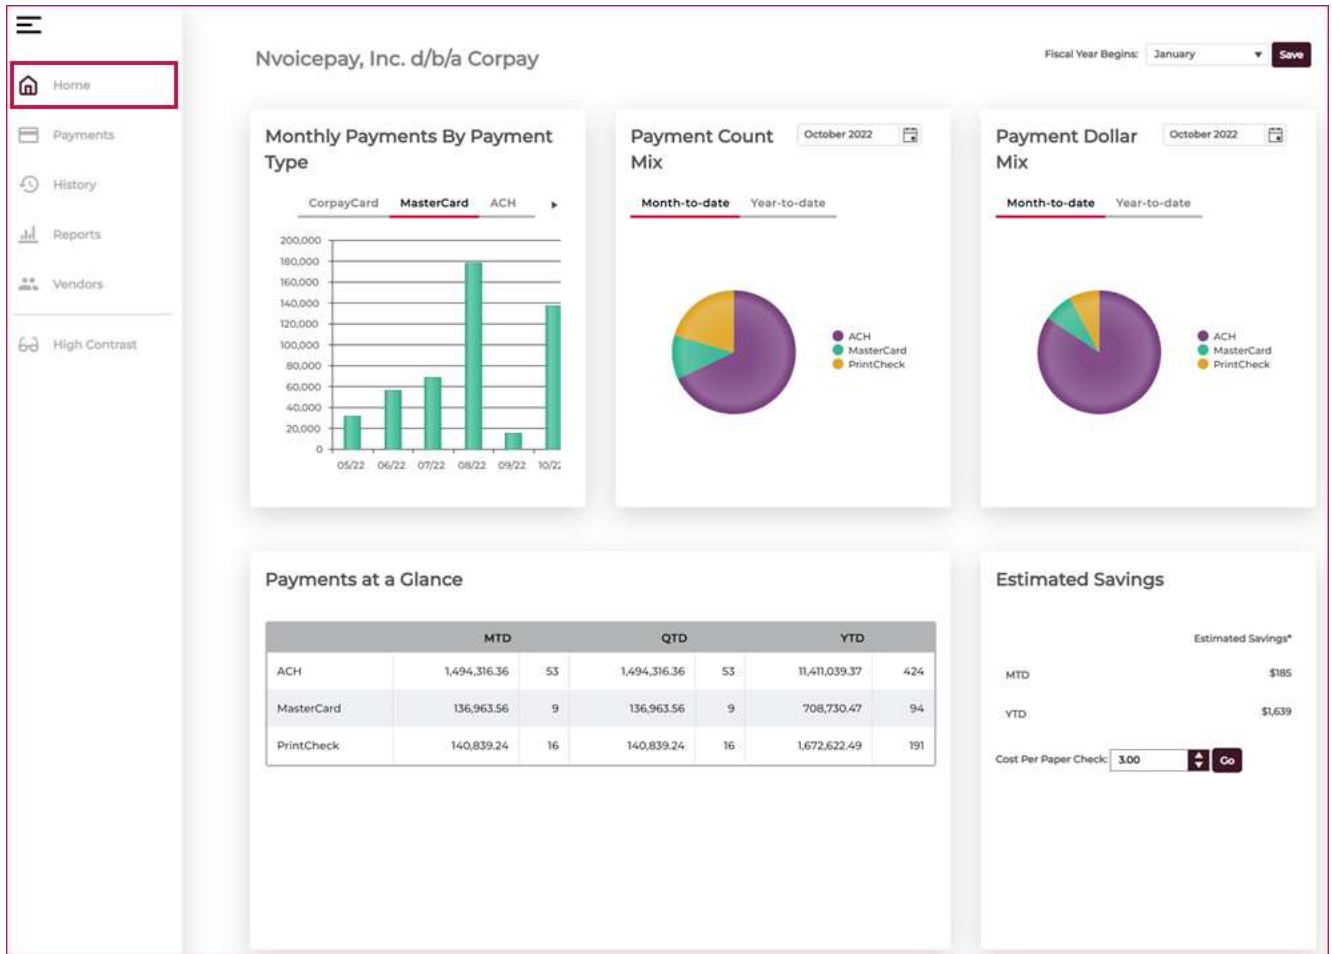 Nvoicepay, Inc. d/b/a Corpay
Fiscal Year Begins: January Save
Home
Payments
History
Reports
Vendors
High Contrast
Monthly Payments By Payment
Type
CorpayCard MasterCard ACH
200,000
180,000
160,000
140,000
120,000
100,000
80,000
60,000
40,000
20,000
0
05/22 06/22 07/22 08/22 09/22 10/22
Payment Count
Mix
October 2022
Month-to-date Year-to-date
ACH
MasterCard
PrintCheck
Payment Dollar
Mix
October 2022
Month-to-date Year-to-date
ACH
MasterCard
PrintCheck
Payments at a Glance
MTD QTD YTD
ACH 1,494,316.36 53 1,494,316.36 53 11,411,039.37 424
MasterCard 136,963.56 9 136,963.56 9 708,730.47 94
PrintCheck 140,839.24 16 140,839.24 16 1,672,622.49 191
Estimated Savings
Estimated Savings*
MTD $185
YTD $1,639
Cost Per Paper Check: 3.00 Go